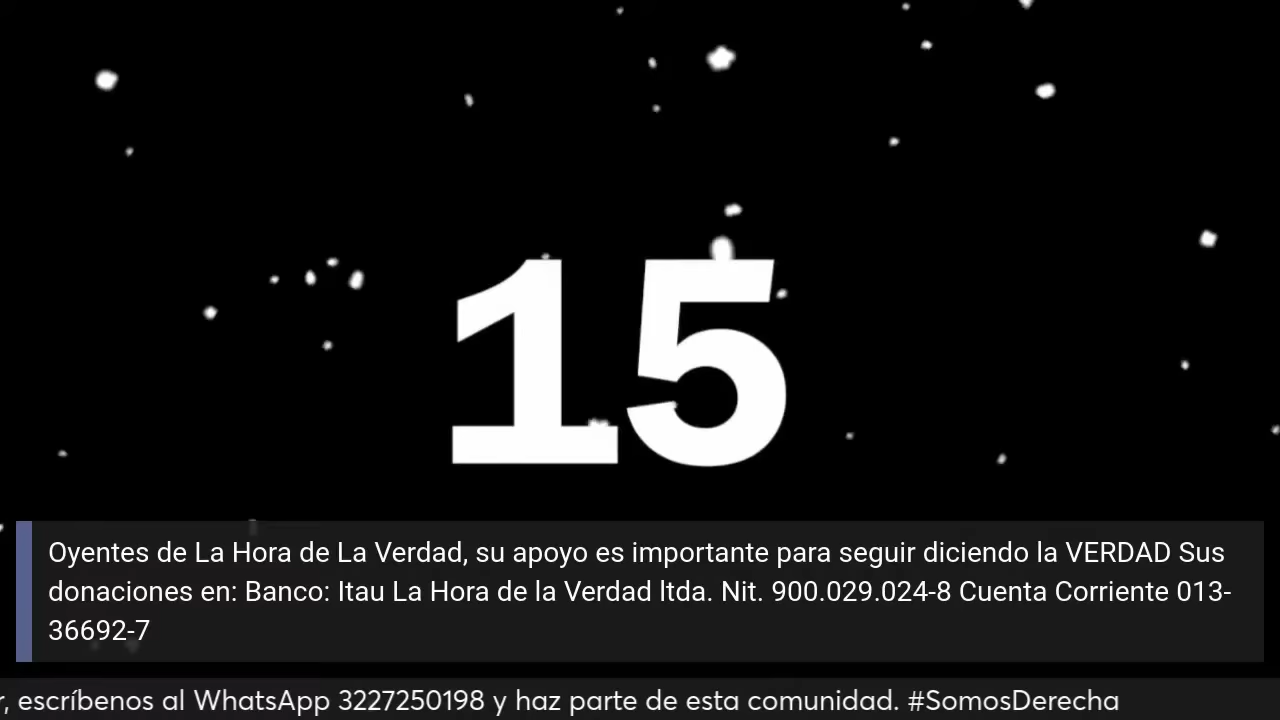 15
Oyentes de La Hora de La Verdad, su apoyo es importante para seguir diciendo la VERDAD Sus
donaciones en: Banco: Itau La Hora de la Verdad ltda. Nit. 900.029.024-8 Cuenta Corriente 013-
36692-7
, escríbenos al WhatsApp 3227250198 y haz parte de esta comunidad. #SomosDerecha